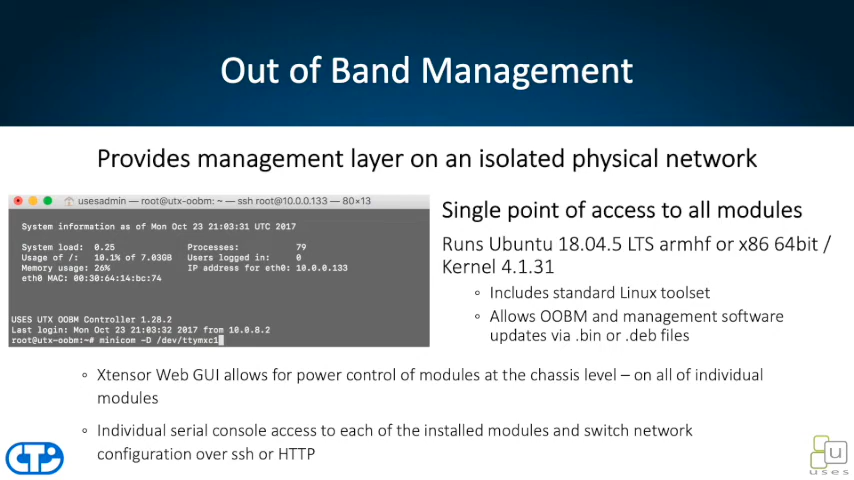 Out of Band Management
Provides management layer on an isolated physical network
usesadmin — root@utx-oobm: ~ — ssh root@10.0.0.133 — 80×13
System information as of Mon Oct 23 21:03:31 UTC 2017
System load: 0.25 Processes: 79
Usage of /: 10.1% of 7.03GB Users logged in: 0
Memory usage: 26% IP address for eth0: 10.0.0.133
eth0 MAC: 00:30:64:14:bc:74
USES UTX OOBM Controller 1.28.2
Last login: Mon Oct 23 21:03:32 2017 from 10.0.8.2
root@utx-oobm:~# minicom -D /dev/ttymxc1
Single point of access to all modules
Runs Ubuntu 18.04.5 LTS armhf or x86 64bit /
Kernel 4.1.31
◦ Includes standard Linux toolset
◦ Allows OOBM and management software
updates via .bin or .deb files
◦ Xtensor Web GUI allows for power control of modules at the chassis level – on all of individual
modules
◦ Individual serial console access to each of the installed modules and switch network
configuration over ssh or HTTP
CTi
u
uses